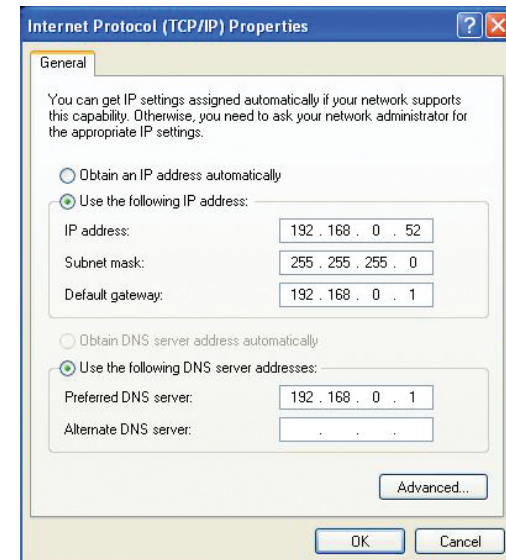 Internet Protocol (TCP/IP) Properties
General
You can get IP settings assigned automatically if your network supports
this capability. Otherwise, you need to ask your network administrator for
the appropriate IP settings.
Obtain an IP address automatically
Use the following IP address:
IP address: 192 . 168 . 0 . 52
Subnet mask: 255 . 255 . 255 . 0
Default gateway: 192 . 168 . 0 . 1
Obtain DNS server address automatically
Use the following DNS server addresses:
Preferred DNS server: 192 . 168 . 0 . 1
Alternate DNS server: . . .
Advanced...
OK Cancel